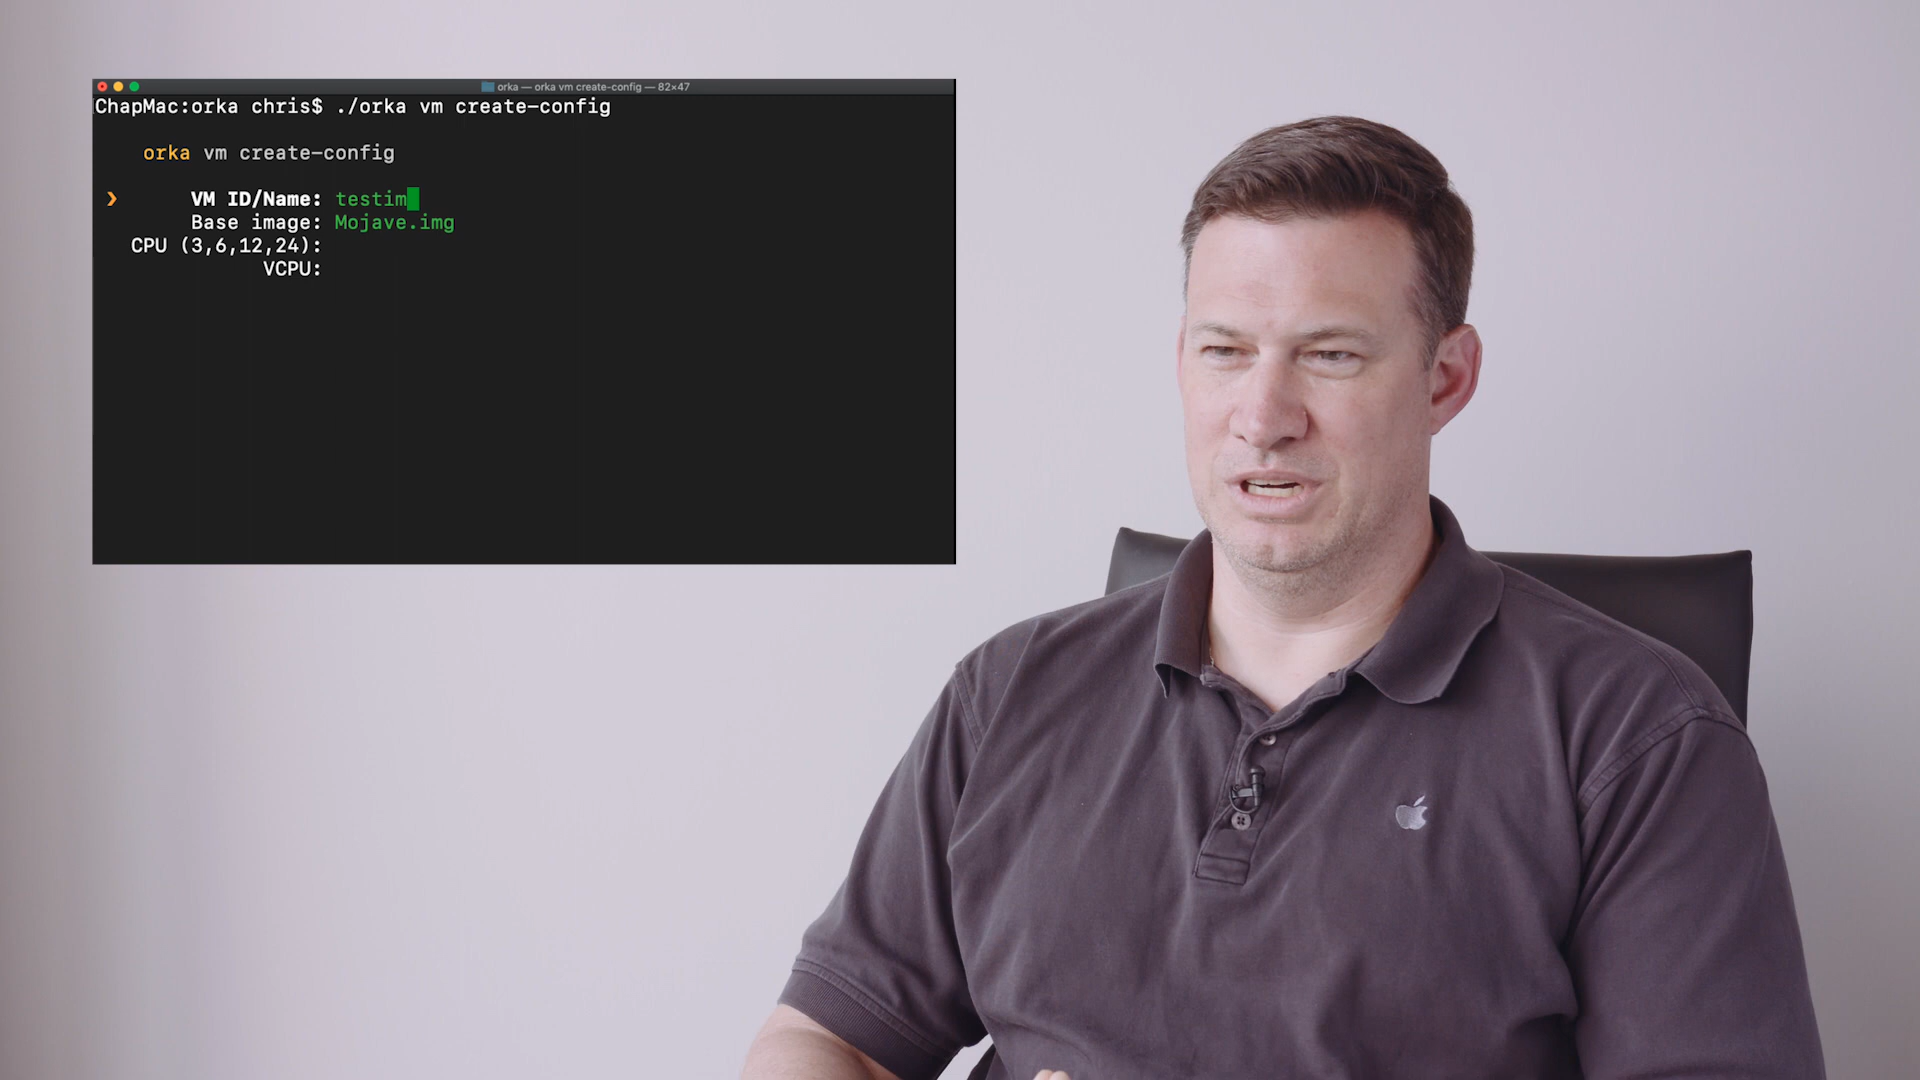 orka — orka vm create-config — 82×47
ChapMac:orka chris$ ./orka vm create-config
orka vm create-config
❯ VM ID/Name: testim
Base image: Mojave.img
CPU (3,6,12,24):
VCPU: